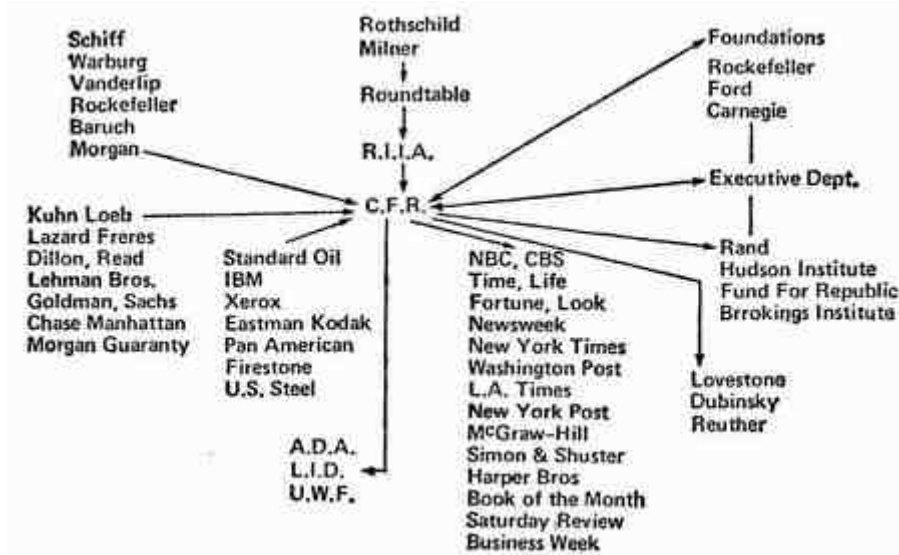 Schiff
Warburg
Vanderlip
Rockefeller
Baruch
Morgan
Rothschild
Milner
Roundtable
R.I.I.A.
C.F.R.
Foundations
Rockefeller
Ford
Carnegie
Executive Dept.
Rand
Hudson Institute
Fund For Republic
Brrokings Institute
Kuhn Loeb
Lazard Freres
Dillon, Read
Lehman Bros.
Goldman, Sachs
Chase Manhattan
Morgan Guaranty
Standard Oil
IBM
Xerox
Eastman Kodak
Pan American
Firestone
U.S. Steel
NBC, CBS
Time, Life
Fortune, Look
Newsweek
New York Times
Washington Post
L.A. Times
New York Post
McGraw-Hill
Simon & Shuster
Harper Bros
Book of the Month
Saturday Review
Business Week
Lovestone
Dubinsky
Reuther
A.D.A.
L.I.D.
U.W.F.